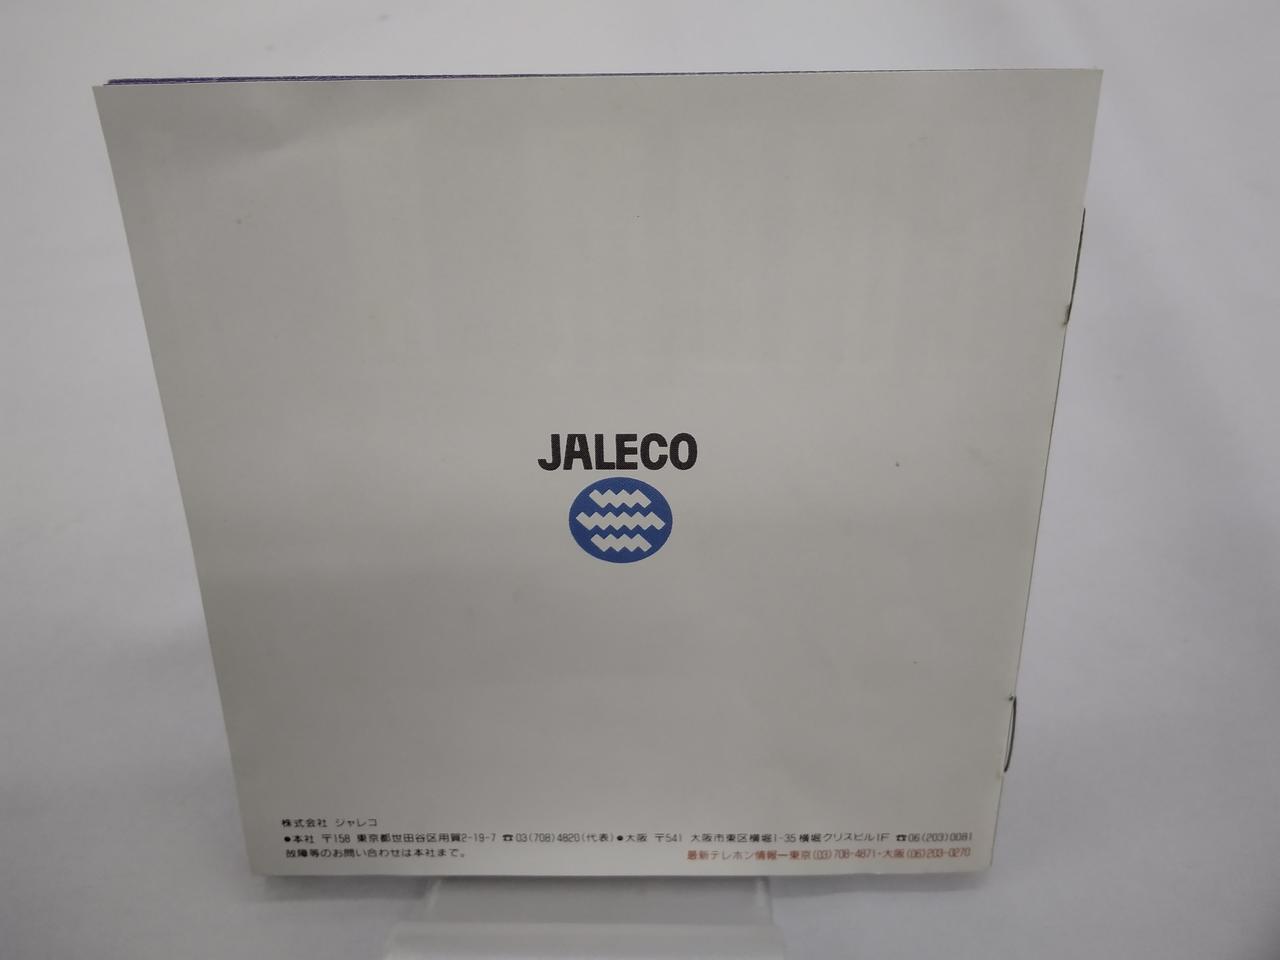 JALECO
株式会社 ジャレコ
●本社 〒158 東京都世田谷区用賀2-19-7 ☎03(708)4820(代表)●大阪 〒541 大阪市東区横堀1-35横堀クリスビル1F ☎06(203)0081
故障等のお問い合わせは本社まで。 最新テレホン情報ー東京(03)708-4871・大阪(06)203-0270